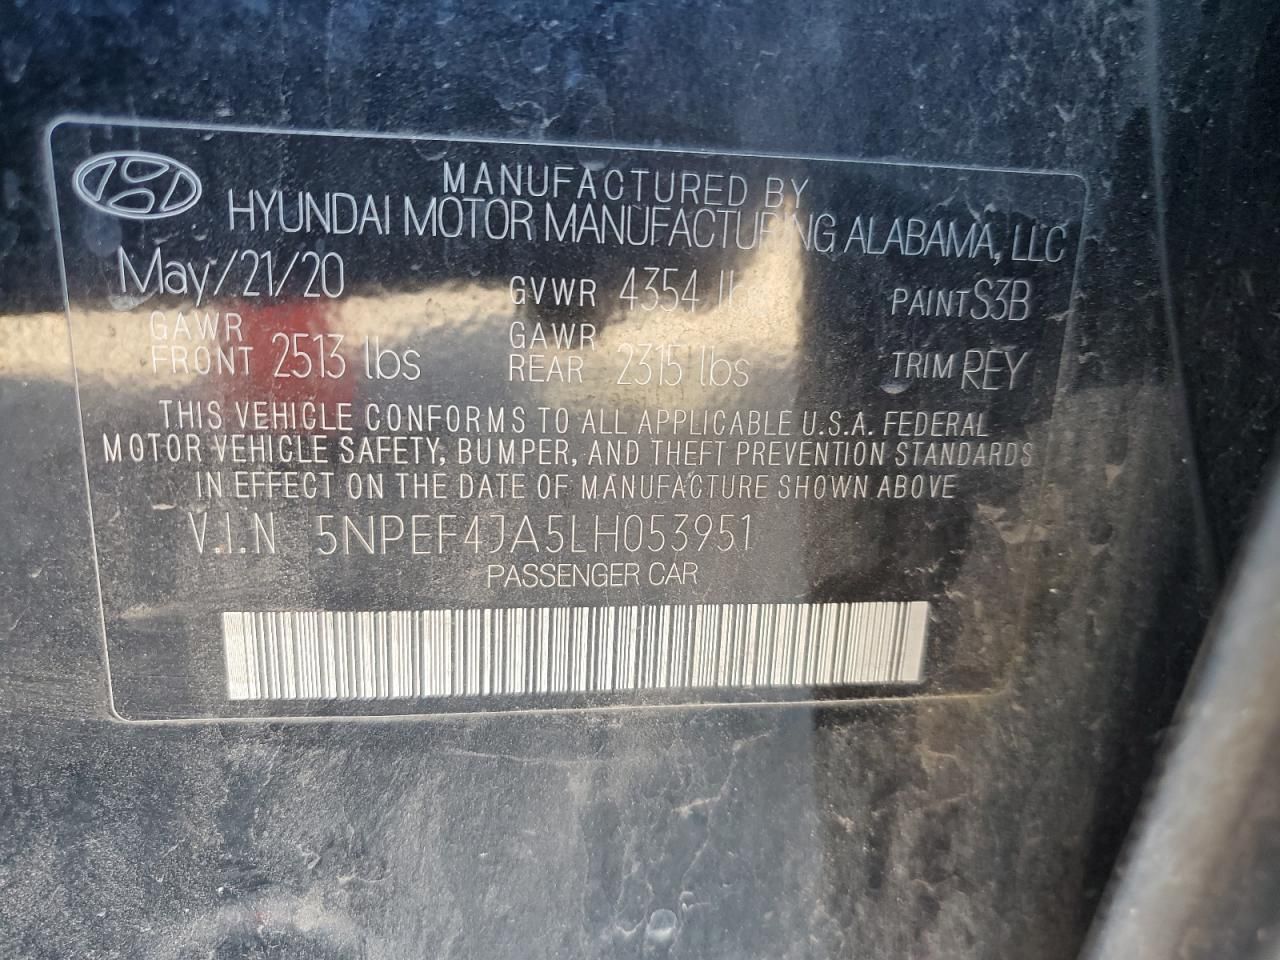 MANUFACTURED BY
HYUNDAI MOTOR MANUFACTURING ALABAMA, LLC
May/21/20 GVWR 4354 lbs PAINT S3B
GAWR FRONT 2513 lbs GAWR REAR 2315 lbs TRIM REY
THIS VEHICLE CONFORMS TO ALL APPLICABLE U.S.A. FEDERAL
MOTOR VEHICLE SAFETY, BUMPER, AND THEFT PREVENTION STANDARDS
IN EFFECT ON THE DATE OF MANUFACTURE SHOWN ABOVE
V.I.N 5NPEF4JA5LH053951
PASSENGER CAR